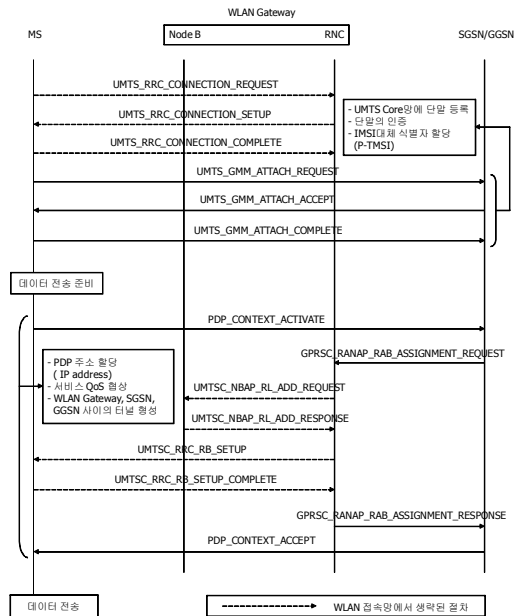 WLAN Gateway
MS
Node B
RNC
SGSN/GGSN
UMTS_RRC_CONNECTION_REQUEST
UMTS_RRC_CONNECTION_SETUP
UMTS_RRC_CONNECTION_COMPLETE
- UMTS Core망에 단말 등록
- 단말의 인증
- IMSI대체 식별자 할당
(P-TMSI)
UMTS_GMM_ATTACH_REQUEST
UMTS_GMM_ATTACH_ACCEPT
UMTS_GMM_ATTACH_COMPLETE
데이터 전송 준비
PDP_CONTEXT_ACTIVATE
GPRSC_RANAP_RAB_ASSIGNMENT_REQUEST
- PDP 주소 할당
( IP address)
- 서비스 QoS 협상
- WLAN Gateway, SGSN,
GGSN 사이의 터널 형성
UMTSC_NBAP_RL_ADD_REQUEST
UMTSC_NBAP_RL_ADD_RESPONSE
UMTSC_RRC_RB_SETUP
UMTSC_RRC_RB_SETUP_COMPLETE
GPRSC_RANAP_RAB_ASSIGNMENT_RESPONSE
PDP_CONTEXT_ACCEPT
데이터 전송
WLAN 접속망에서 생략된 절차